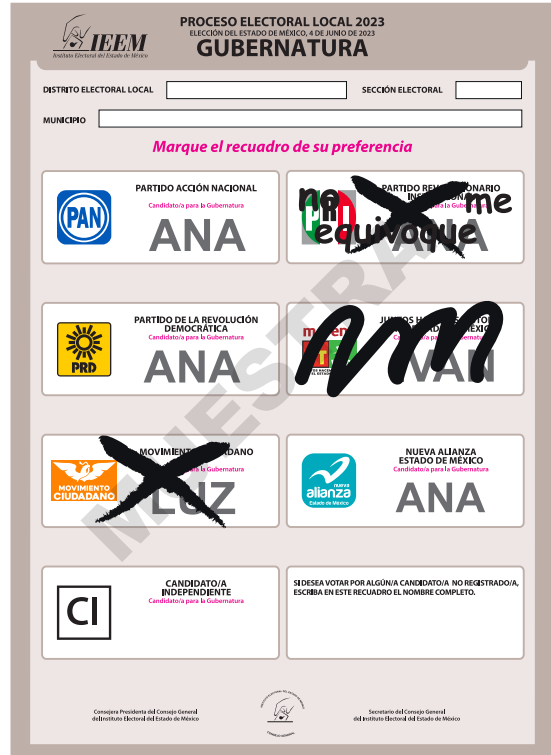 IEEM
Instituto Electoral del Estado de México
PROCESO ELECTORAL LOCAL 2023
ELECCIÓN DEL ESTADO DE MÉXICO, 4 DE JUNIO DE 2023
GUBERNATURA
DISTRITO ELECTORAL LOCAL
SECCIÓN ELECTORAL
MUNICIPIO
Marque el recuadro de su preferencia
PAN
PARTIDO ACCIÓN NACIONAL
Candidato/a para la Gubernatura
ANA
PARTIDO
no me
equivoque
PRD
PARTIDO DE LA REVOLUCIÓN
DEMOCRÁTICA
Candidato/a para la Gubernatura
ANA
VAN
MOVIMIENTO
CIUDADANO
MOVIMIENTO
la Gubernatura
LUZ
nueva
alianza
Estado de México
NUEVA ALIANZA
ESTADO DE MÉXICO
Candidato/a para la Gubernatura
ANA
CI
CANDIDATO/A
INDEPENDIENTE
Candidato/a para la Gubernatura
SI DESEA VOTAR POR ALGÚN/A CANDIDATO/A NO REGISTRADO/A,
ESCRIBA EN ESTE RECUADRO EL NOMBRE COMPLETO.
MUESTRA
Consejera Presidenta del Consejo General
del Instituto Electoral del Estado de México
Secretario del Consejo General
del Instituto Electoral del Estado de México